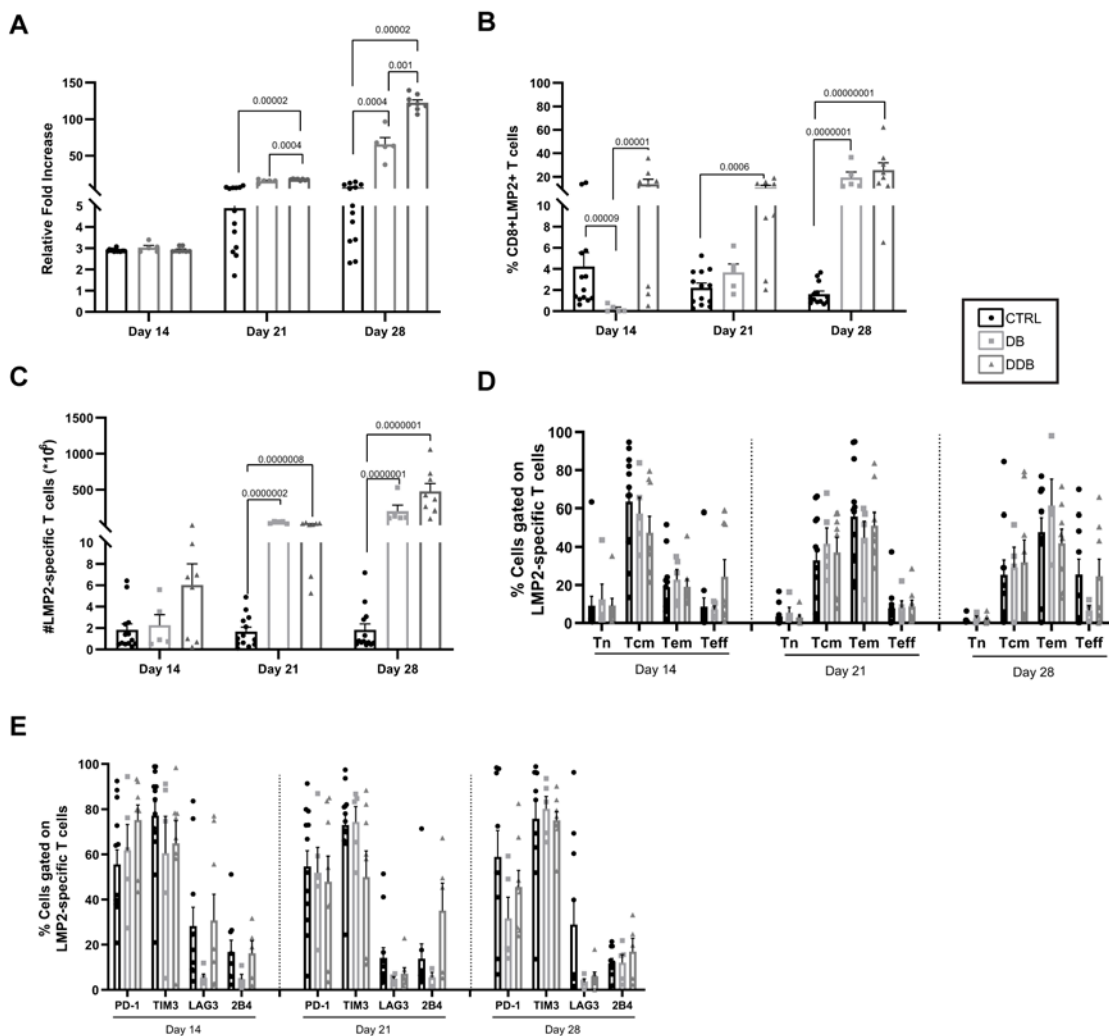 A
Relative Fold Increase
150
100
50
5
4
3
2
1
0
0.00002
0.0004
0.00002
0.0004
0.001
Day 14 Day 21 Day 28
B
% CD8+LMP2+ T cells
100
80
60
40
20
10
8
6
4
2
0
0.00009
0.00001
0.0006
0.0000001
0.00000001
Day 14 Day 21 Day 28
CTRL
DB
DDB
C
#LMP2-specific T cells (*10⁶)
1500
1000
500
10
8
6
4
2
0
0.0000008
0.0000002
0.0000001
0.0000001
Day 14 Day 21 Day 28
D
% Cells gated on
LMP2-specific T cells
100
80
60
40
20
0
Tn Tcm Tem Teff Tn Tcm Tem Teff Tn Tcm Tem Teff
Day 14 Day 21 Day 28
E
% Cells gated on
LMP2-specific T cells
100
80
60
40
20
0
PD-1 TIM3 LAG3 2B4 PD-1 TIM3 LAG3 2B4 PD-1 TIM3 LAG3 2B4
Day 14 Day 21 Day 28